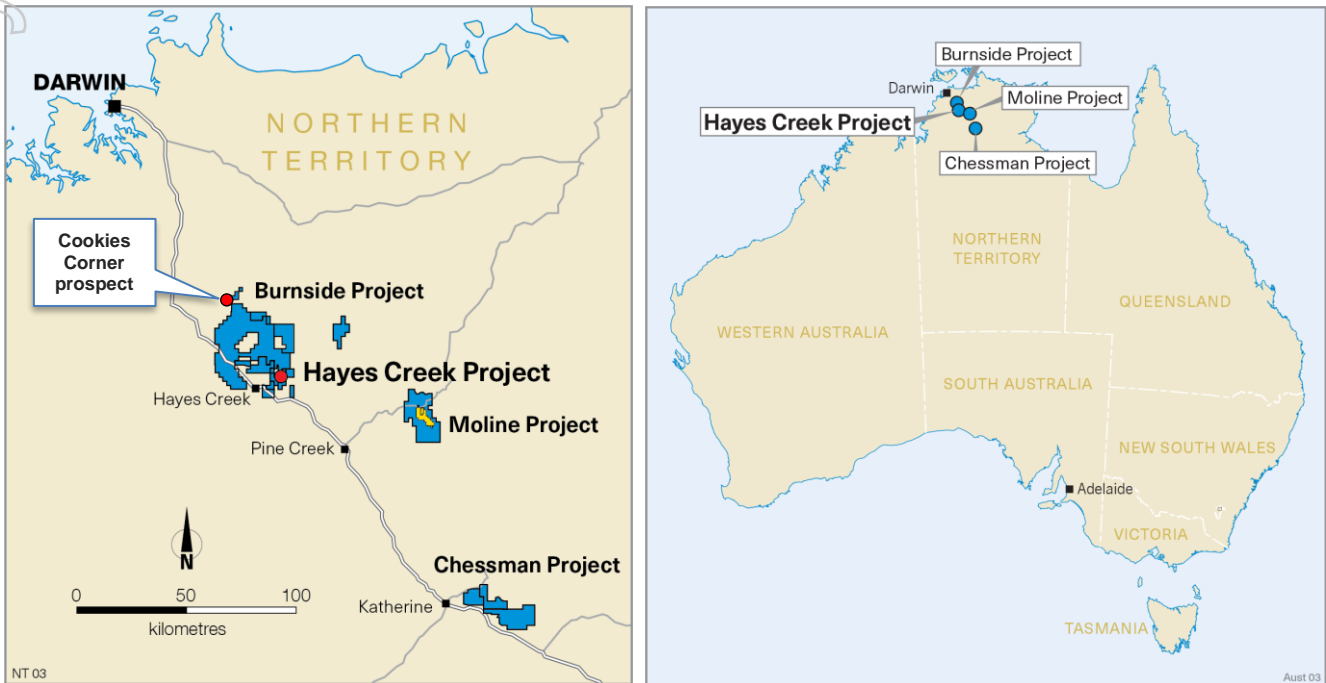 DARWIN
NORTHERN
TERRITORY
Cookies
Corner
prospect
Burnside Project
Hayes Creek Project
Hayes Creek
Moline Project
Pine Creek
N
Chessman Project
0 50 100
kilometres
Katherine
NT 03
Burnside Project
Darwin
Moline Project
Hayes Creek Project
Chessman Project
NORTHERN
TERRITORY
QUEENSLAND
WESTERN AUSTRALIA
SOUTH AUSTRALIA
NEW SOUTH WALES
Adelaide
VICTORIA
TASMANIA
Aust 03